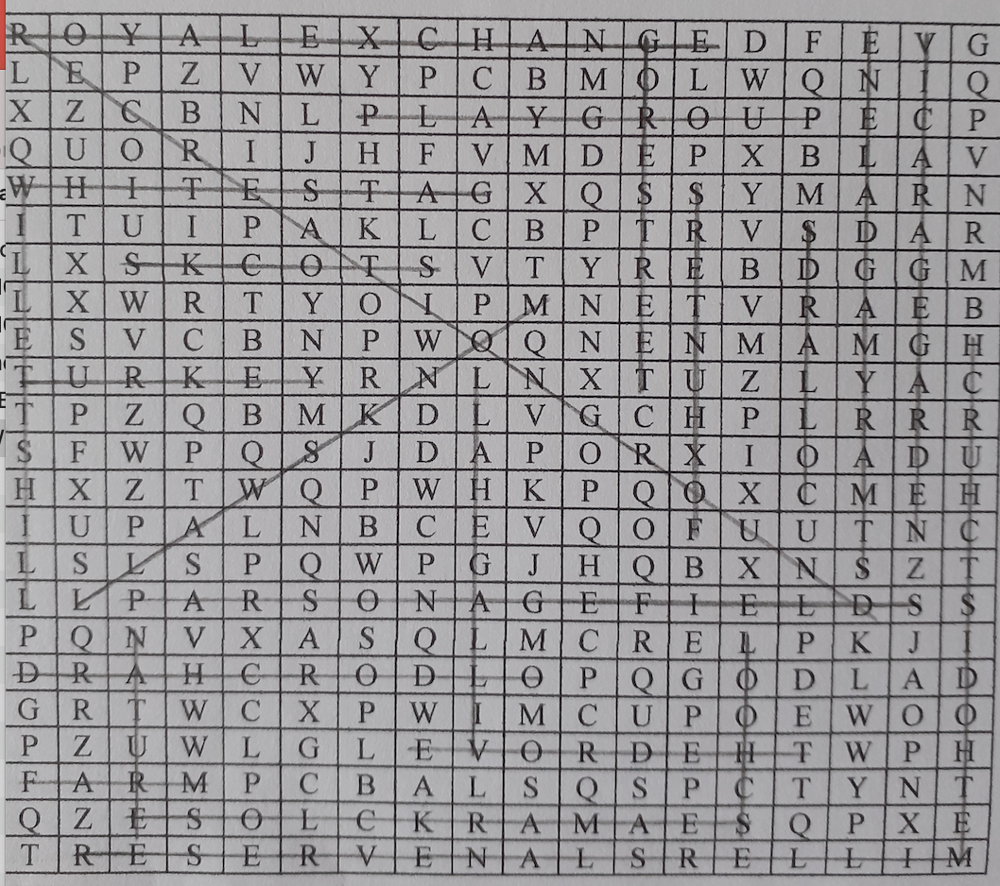 R O Y A L E X C H A N G E D F E V G
L E P Z V W Y P C B M O L W Q N I Q
X Z C B N L P L A Y G R O U P E C P
Q U O R I J H F V M D E P X B L A V
W H I T E S T A G X Q S S Y M A R N
I T U I P A K L C B P T R V S D A R
L X S K C O T S V T Y R E B D G G M
L X W R T Y O I P M N E T V R A E B
E S V C B N P W O Q N E N M A M G H
T U R K E Y R N L N X T U Z L Y A C
T P Z Q B M K D L V G C H P L R R R
S F W P Q S J D A P O R X I O A D U
H X Z T W Q P W H K P Q O X C M E H
I U P A L N B C E V Q O F U U T N C
L S L S P Q W P G J H Q B X N S Z T
L L P A R S O N A G E F I E L D S S
P Q N V X A S Q L M C R E L P K J I
D R A H C R O D L O P Q G O D L A D
G R T W C X P W I M C U P O E W O O
P Z U W L G L E V O R D E H T W P H
F A R M P C B A L S Q S P C T Y N T
Q Z E S O L C K R A M A E S Q P X E
T R E S E R V E N A L S R E L L I M